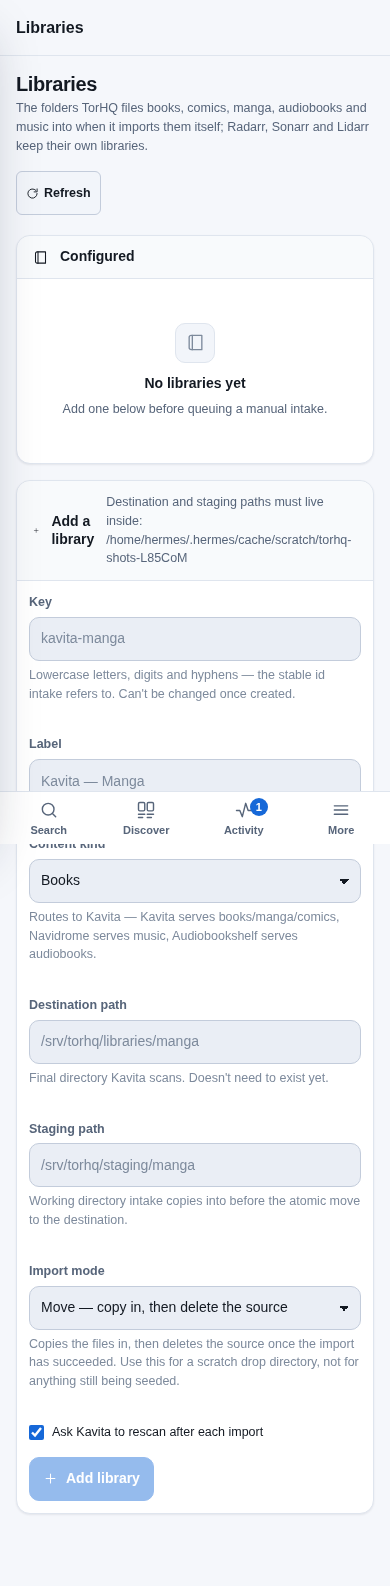 Libraries
Libraries
The folders TorHQ files books, comics, manga, audiobooks and
music into when it imports them itself; Radarr, Sonarr and Lidarr
keep their own libraries.
Refresh
Configured
No libraries yet
Add one below before queuing a manual intake.
Add a
library
Destination and staging paths must live
inside:
/home/hermes/.hermes/cache/scratch/torhq-
shots-L85CoM
Key
kavita-manga
Lowercase letters, digits and hyphens — the stable id
intake refers to. Can't be changed once created.
Label
Kavita — Manga
1
Search
Discover
Activity
More
Content kind
Books
Routes to Kavita — Kavita serves books/manga/comics,
Navidrome serves music, Audiobookshelf serves
audiobooks.
Destination path
/srv/torhq/libraries/manga
Final directory Kavita scans. Doesn't need to exist yet.
Staging path
/srv/torhq/staging/manga
Working directory intake copies into before the atomic move
to the destination.
Import mode
Move — copy in, then delete the source
Copies the files in, then deletes the source once the import
has succeeded. Use this for a scratch drop directory, not for
anything still being seeded.
Ask Kavita to rescan after each import
Add library